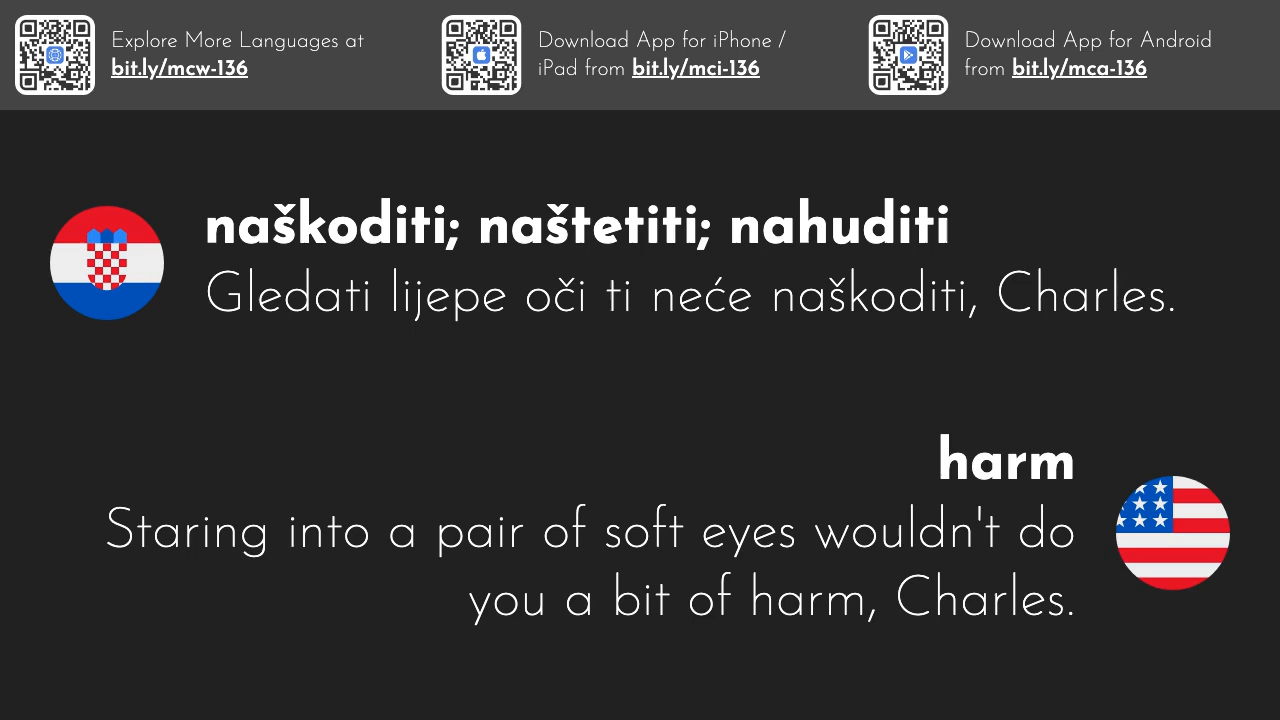 Explore More Languages at
bit.ly/mcw-136
Download App for iPhone /
iPad from bit.ly/mci-136
Download App for Android
from bit.ly/mca-136
naškoditi; naštetiti; nahuditi
Gledati lijepe oči ti neće naškoditi, Charles.
harm
Staring into a pair of soft eyes wouldn't do
you a bit of harm, Charles.